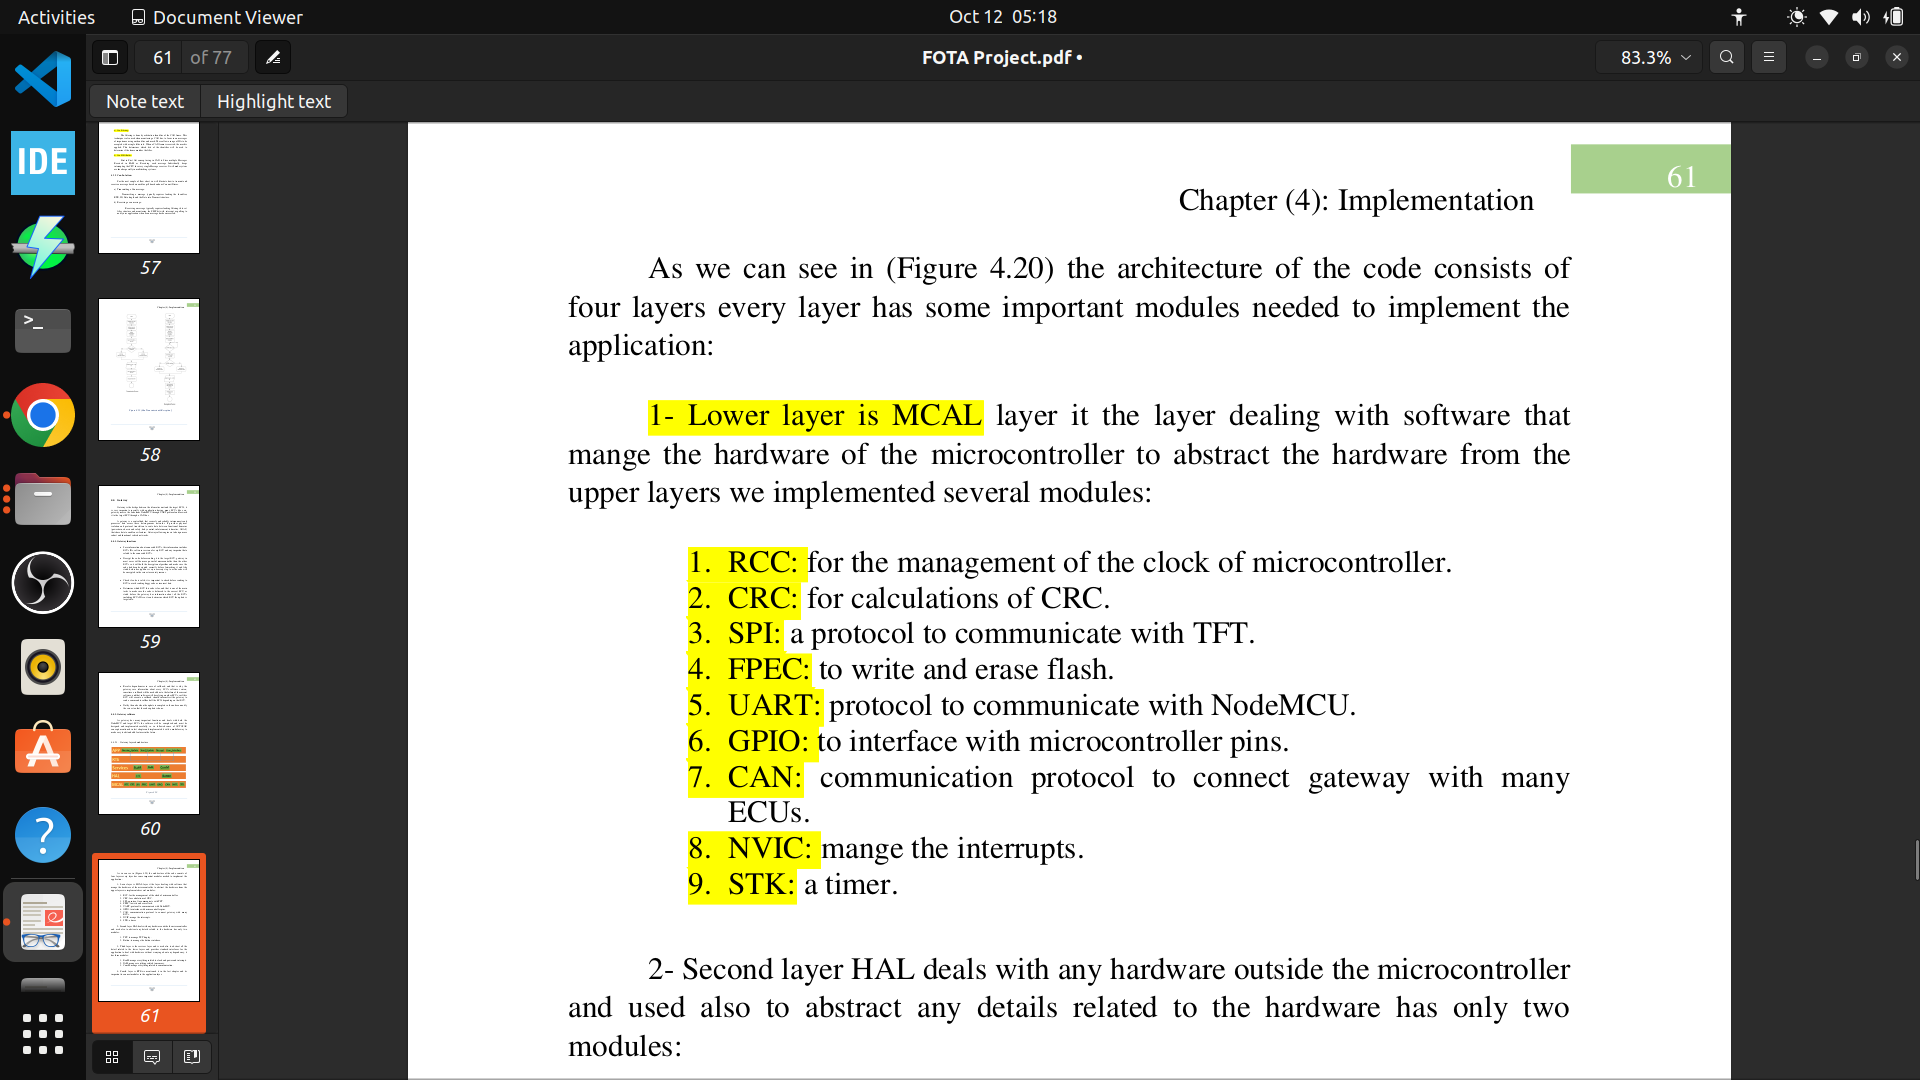 Activities
Document Viewer
Oct 12 05:18
61 of 77
FOTA Project.pdf •
83.3%
Note text
Highlight text
57
58
59
60
61
IDE
61
Chapter (4): Implementation
As we can see in (Figure 4.20) the architecture of the code consists of
four layers every layer has some important modules needed to implement the
application:
1- Lower layer is MCAL layer it the layer dealing with software that
mange the hardware of the microcontroller to abstract the hardware from the
upper layers we implemented several modules:
1. RCC: for the management of the clock of microcontroller.
2. CRC: for calculations of CRC.
3. SPI: a protocol to communicate with TFT.
4. FPEC: to write and erase flash.
5. UART: protocol to communicate with NodeMCU.
6. GPIO: to interface with microcontroller pins.
7. CAN: communication protocol to connect gateway with many
ECUs.
8. NVIC: mange the interrupts.
9. STK: a timer.
2- Second layer HAL deals with any hardware outside the microcontroller
and used also to abstract any details related to the hardware has only two
modules: